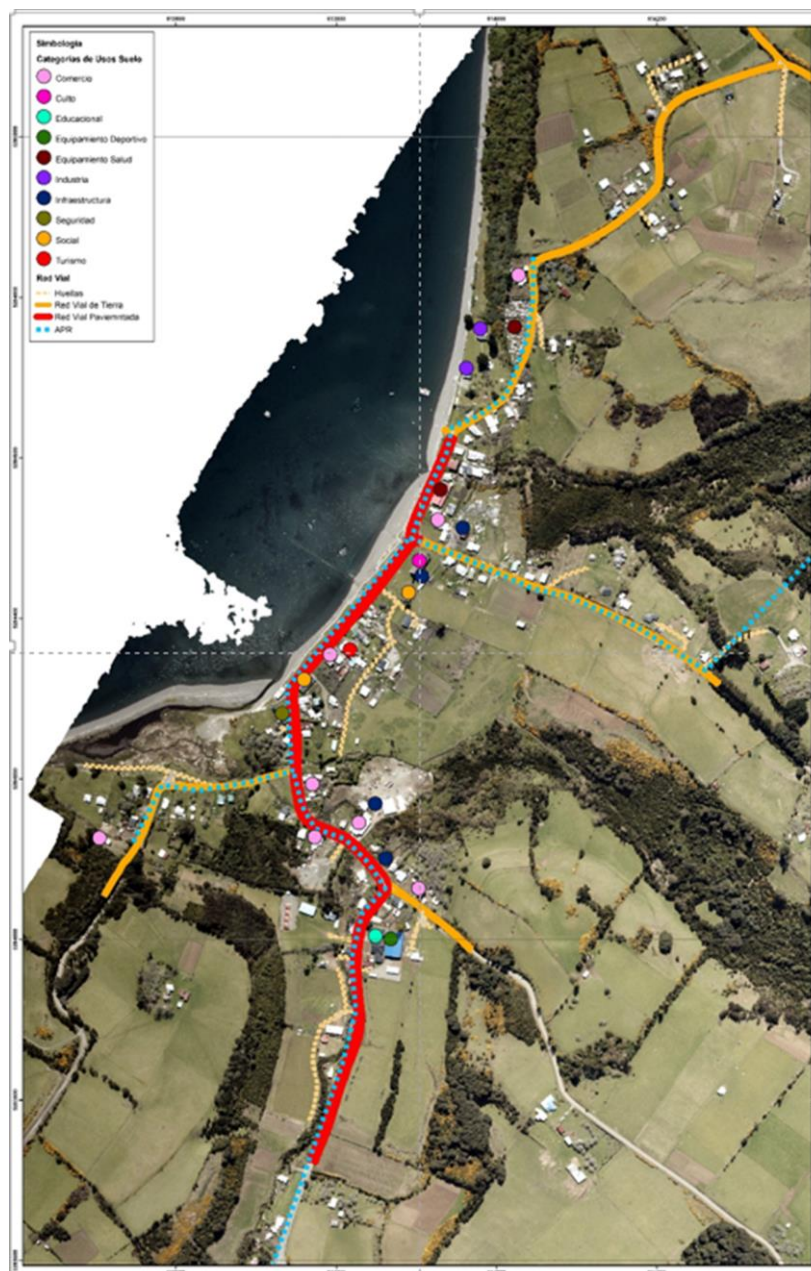 Simbología
Categorías de Usos Suelo
Comercio
Culto
Educacional
Equipamiento Deportivo
Equipamiento Salud
Industria
Infraestructura
Seguridad
Social
Turismo
Red Vial
Huellas
Red Vial de Tierra
Red Vial Paviemntada
APR